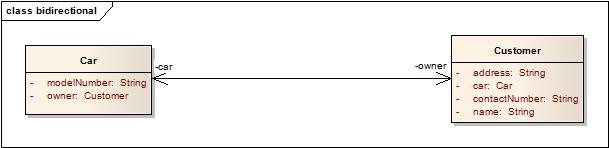 class bidirectional
Car
- modelNumber: String
- owner: Customer
-car
-owner
Customer
- address: String
- car: Car
- contactNumber: String
- name: String